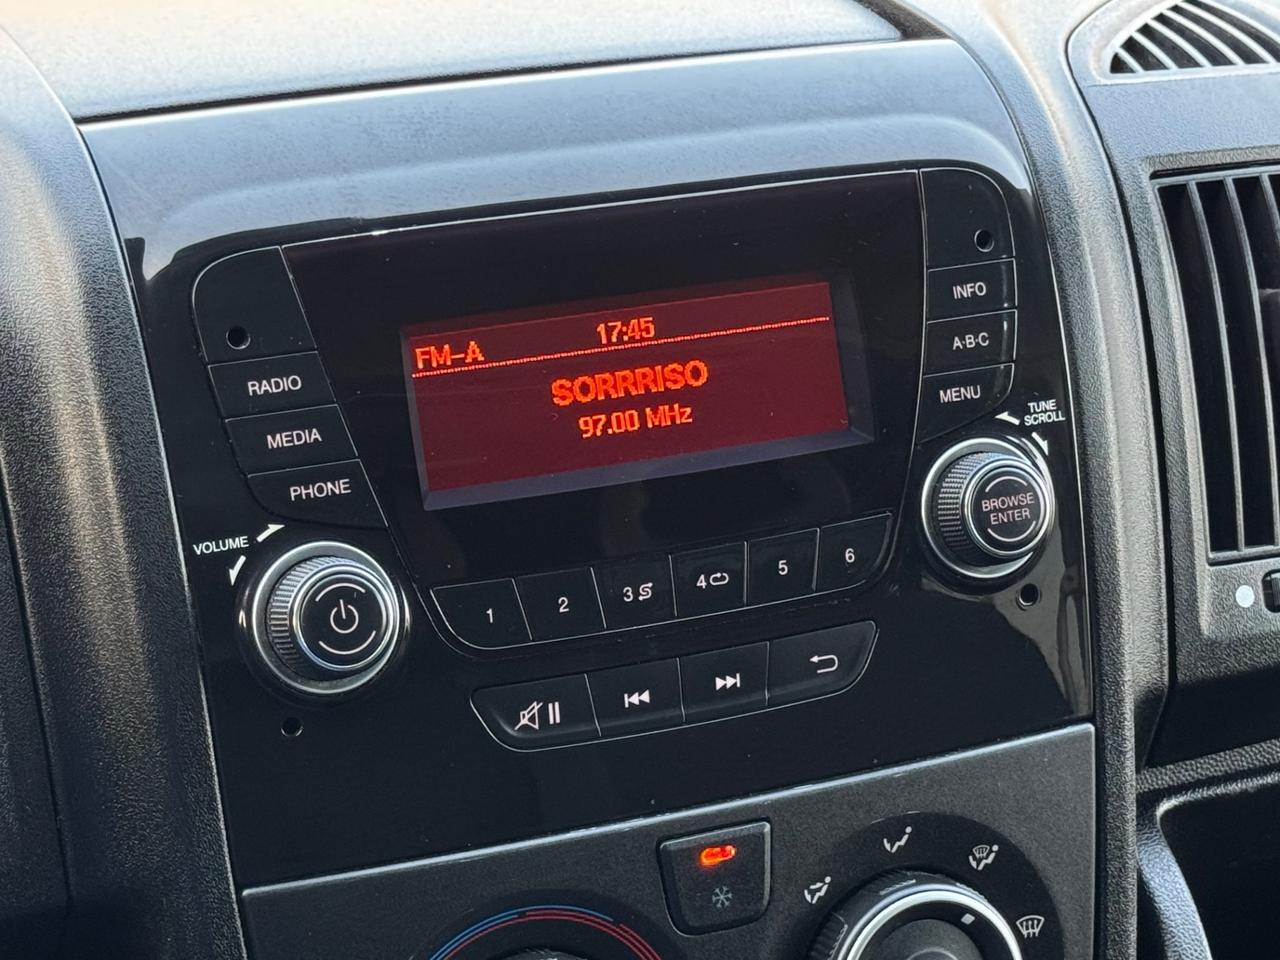 17:45
FM-A
SORRRISO
97.00 MHz
RADIO
MEDIA
PHONE
INFO
A·B·C
MENU
TUNE
SCROLL
BROWSE
ENTER
VOLUME
1
2
3
4
5
6